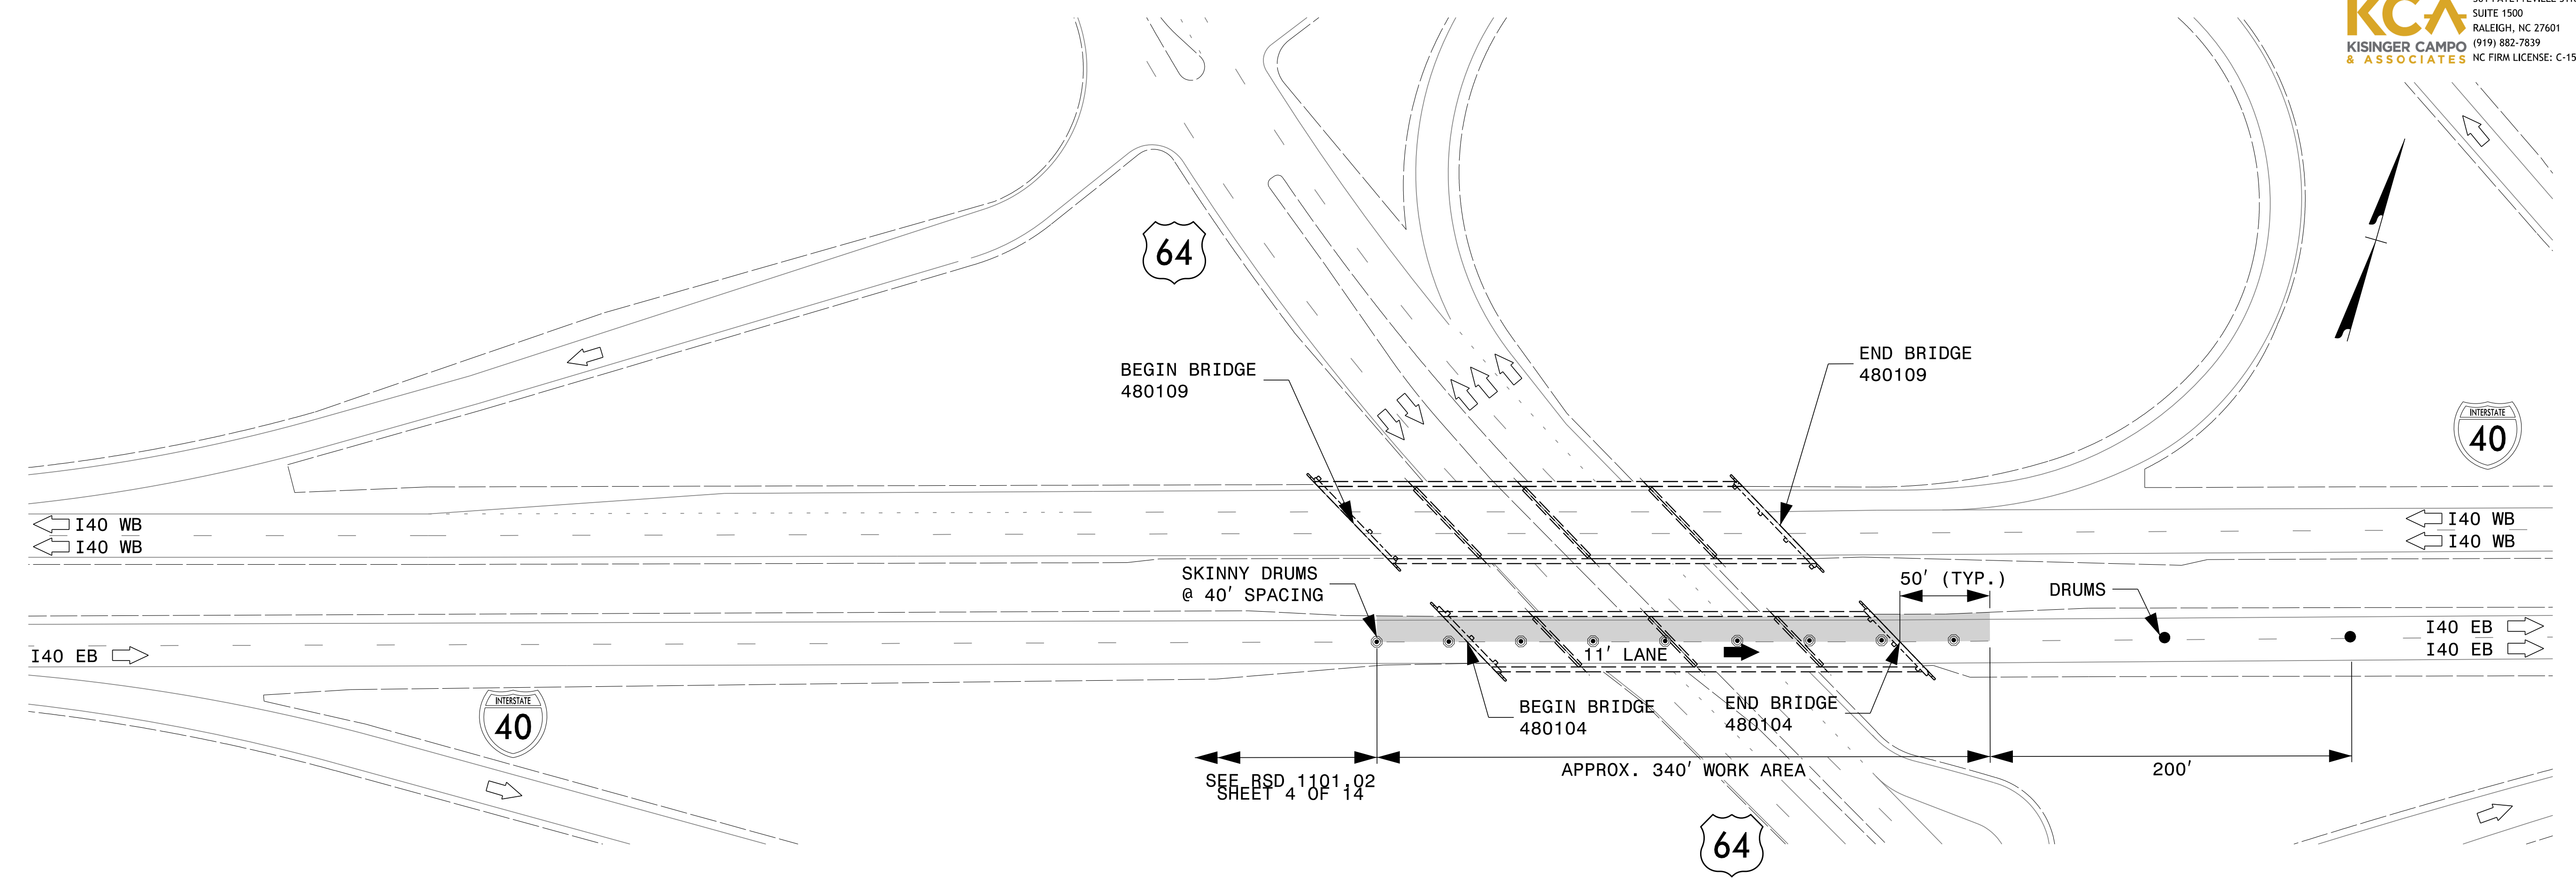 KCA
SUITE 1500
RALEIGH, NC 27601
KISINGER CAMPO
(919) 882-7839
& ASSOCIATES
64
BEGIN BRIDGE
480109
END BRIDGE
480109
INTERSTATE
40
I40 WB
I40 WB
I40 WB
I40 WB
SKINNY DRUMS
@ 40' SPACING
50' (TYP.)
DRUMS
I40 EB
11' LANE
I40 EB
I40 EB
INTERSTATE
40
BEGIN BRIDGE
480104
END BRIDGE
480104
SEE RSD 1101.02
SHEET 4 OF 14
APPROX. 340' WORK AREA
200'
64
NC FIRM LICENSE: C-15